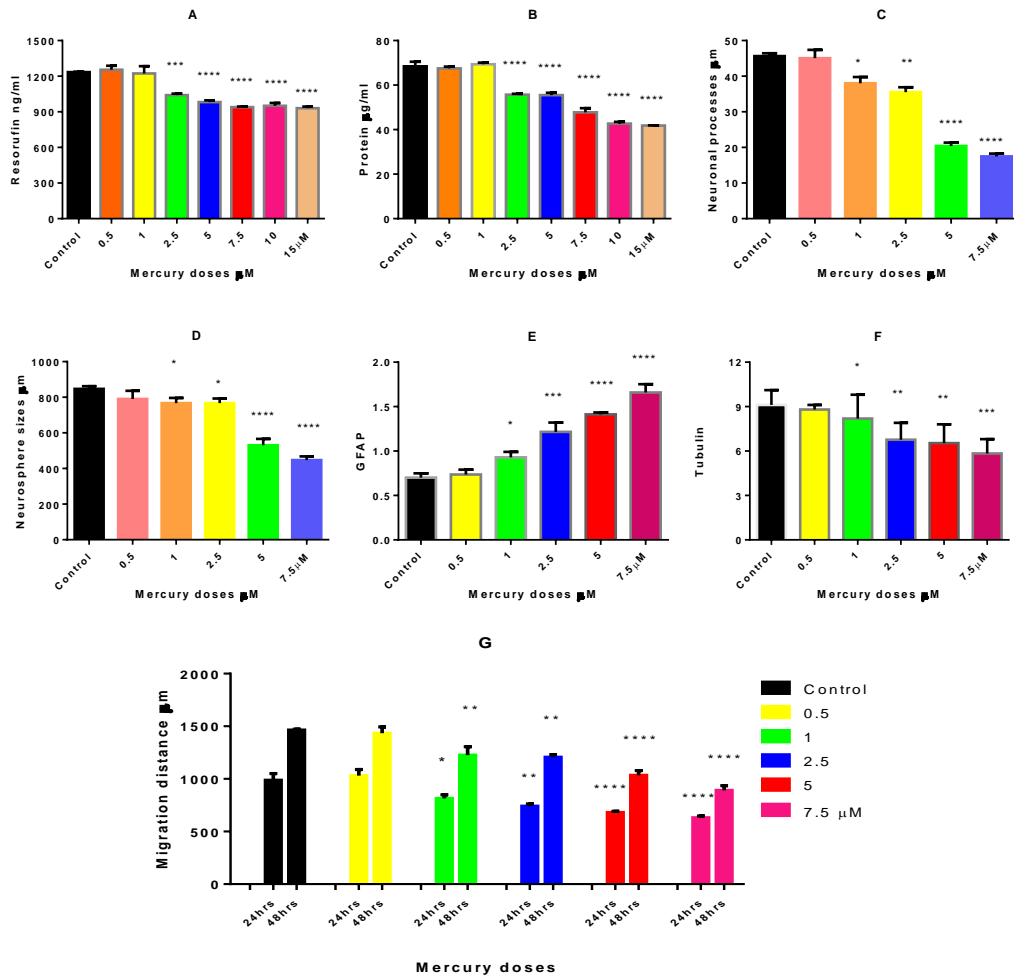 A
Resorufin ng/ml
1500
1200
900
600
300
0
***
****
****
****
****
Control
0.5
1
2.5
5
7.5
10
15μM
Mercury doses μM
B
Protein μg/ml
80
60
40
20
0
****
****
****
****
****
Control
0.5
1
2.5
5
7.5
10
15μM
Mercury doses μM
C
Neuronal processes μm
50
40
30
20
10
0
*
**
****
****
Control
0.5
1
2.5
5
7.5μM
Mercury doses μM
D
Neurosphere sizes μm
1000
800
600
400
200
0
*
*
****
****
Control
0.5
1
2.5
5
7.5μM
Mercury doses μM
E
GFAP
2.0
1.5
1.0
0.5
0.0
*
***
****
****
Control
0.5
1
2.5
5
7.5μM
Mercury doses μM
F
Tubulin
12
9
6
3
0
*
**
**
***
Control
0.5
1
2.5
5
7.5μM
Mercury doses μM
G
Migration distance μm
2000
1500
1000
500
0
*
**
**
**
****
****
****
****
24hrs
48hrs
24hrs
48hrs
24hrs
48hrs
24hrs
48hrs
24hrs
48hrs
24hrs
48hrs
Mercury doses
Control
0.5
1
2.5
5
7.5 μM